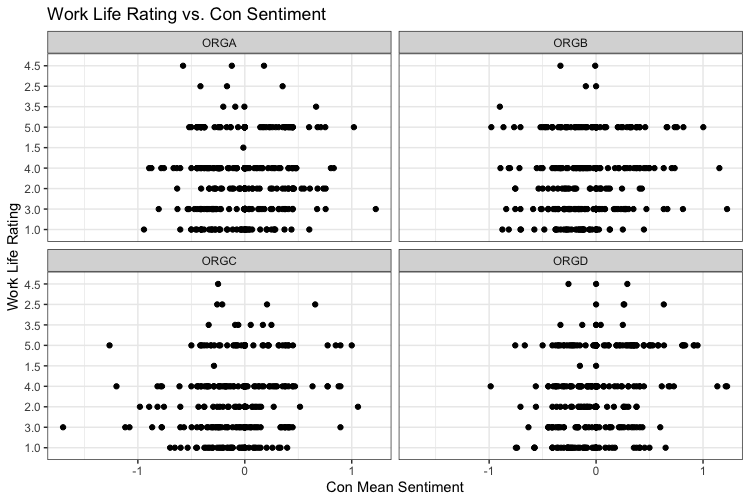 Work Life Rating vs. Con Sentiment
ORGA
ORGB
4.5
2.5
3.5
5.0
1.5
4.0
2.0
3.0
1.0
Work Life Rating
ORGC
ORGD
4.5
2.5
3.5
5.0
1.5
4.0
2.0
3.0
1.0
-1 0 1
-1 0 1
Con Mean Sentiment